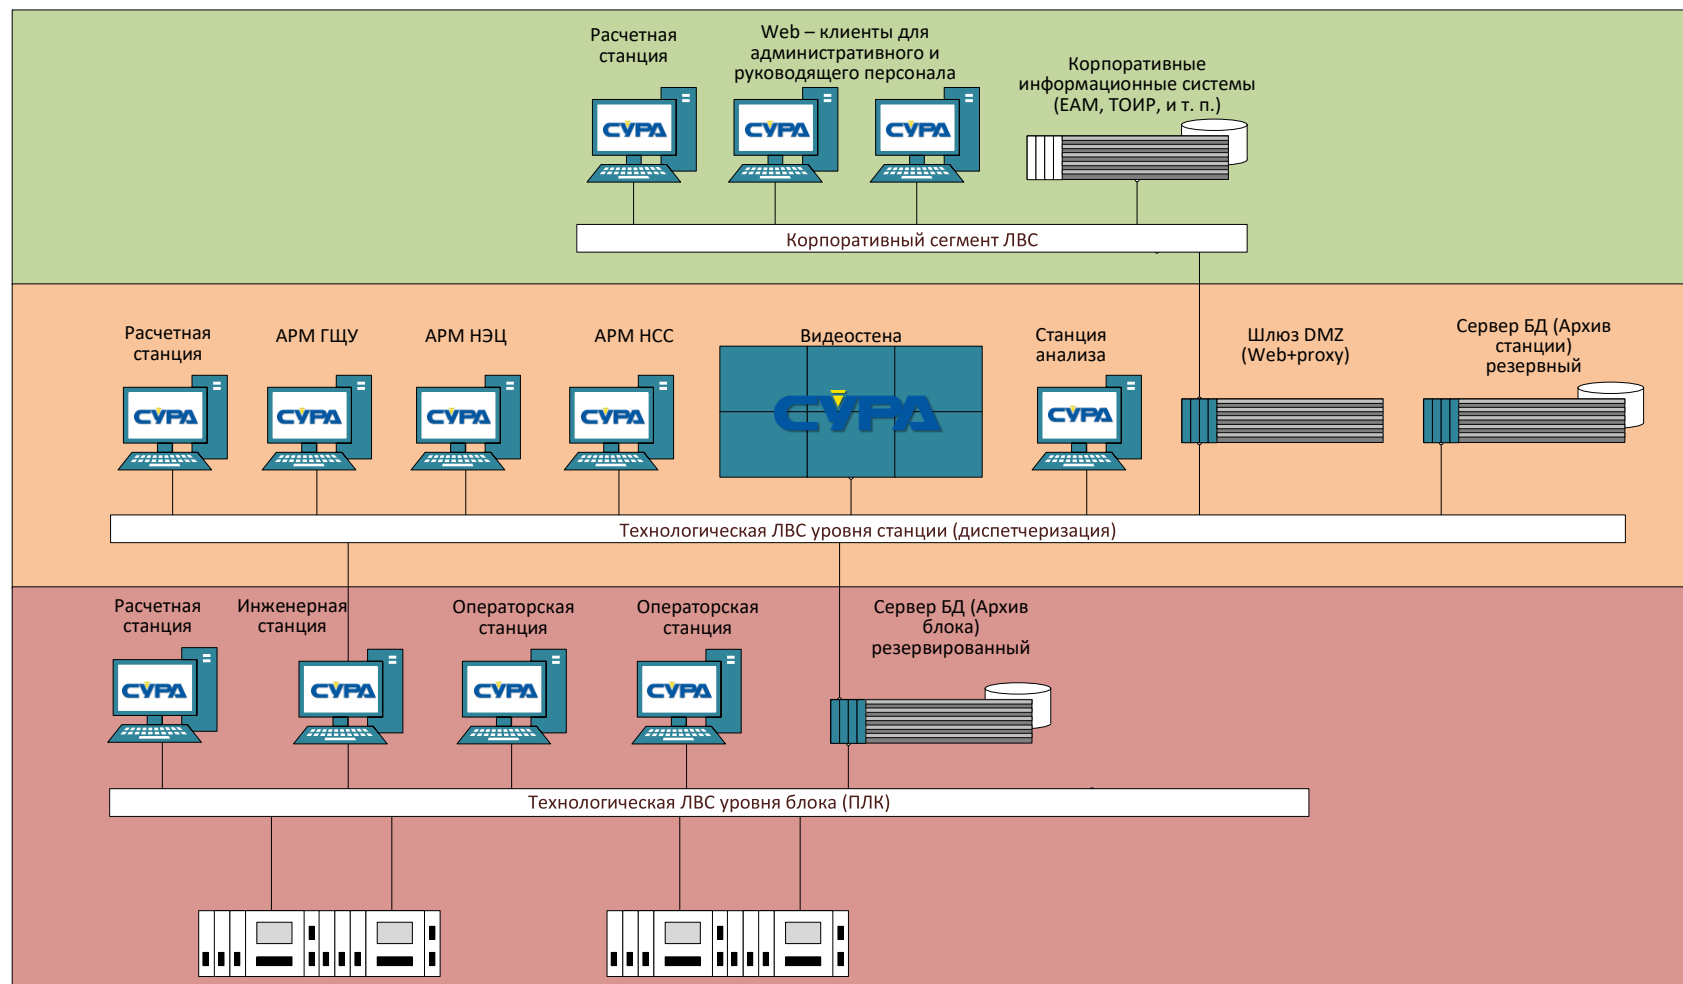 Расчетная
станция
Web – клиенты для
административного и
руководящего персонала
Корпоративные
информационные системы
(ЕАМ, ТОИР, и т. п.)
СУРА
СУРА
СУРА
Корпоративный сегмент ЛВС
Расчетная
станция
АРМ ГЩУ
АРМ НЭЦ
АРМ НСС
Видеостена
Станция
анализа
Шлюз DMZ
(Web+proxy)
Сервер БД (Архив
станции)
резервный
СУРА
СУРА
СУРА
СУРА
СУРА
СУРА
Технологическая ЛВС уровня станции (диспетчеризация)
Расчетная
станция
Инженерная
станция
Операторская
станция
Операторская
станция
Сервер БД (Архив
блока)
резервированный
СУРА
СУРА
СУРА
СУРА
Технологическая ЛВС уровня блока (ПЛК)